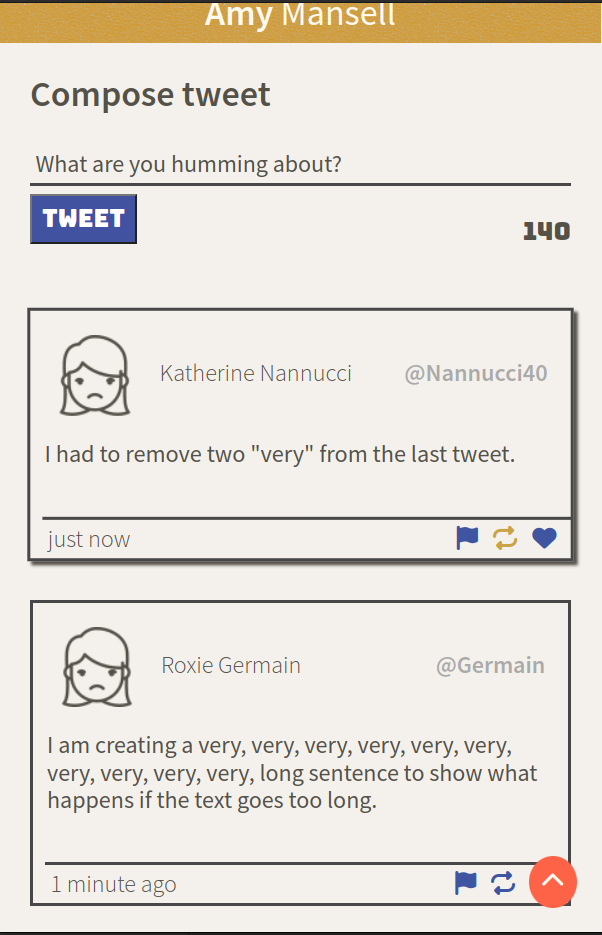 Amy Mansell
Compose tweet
What are you humming about?
TWEET
140
Katherine Nannucci @Nannucci40
I had to remove two "very" from the last tweet.
just now
Roxie Germain @Germain
I am creating a very, very, very, very, very, very,
very, very, very, very, long sentence to show what
happens if the text goes too long.
1 minute ago